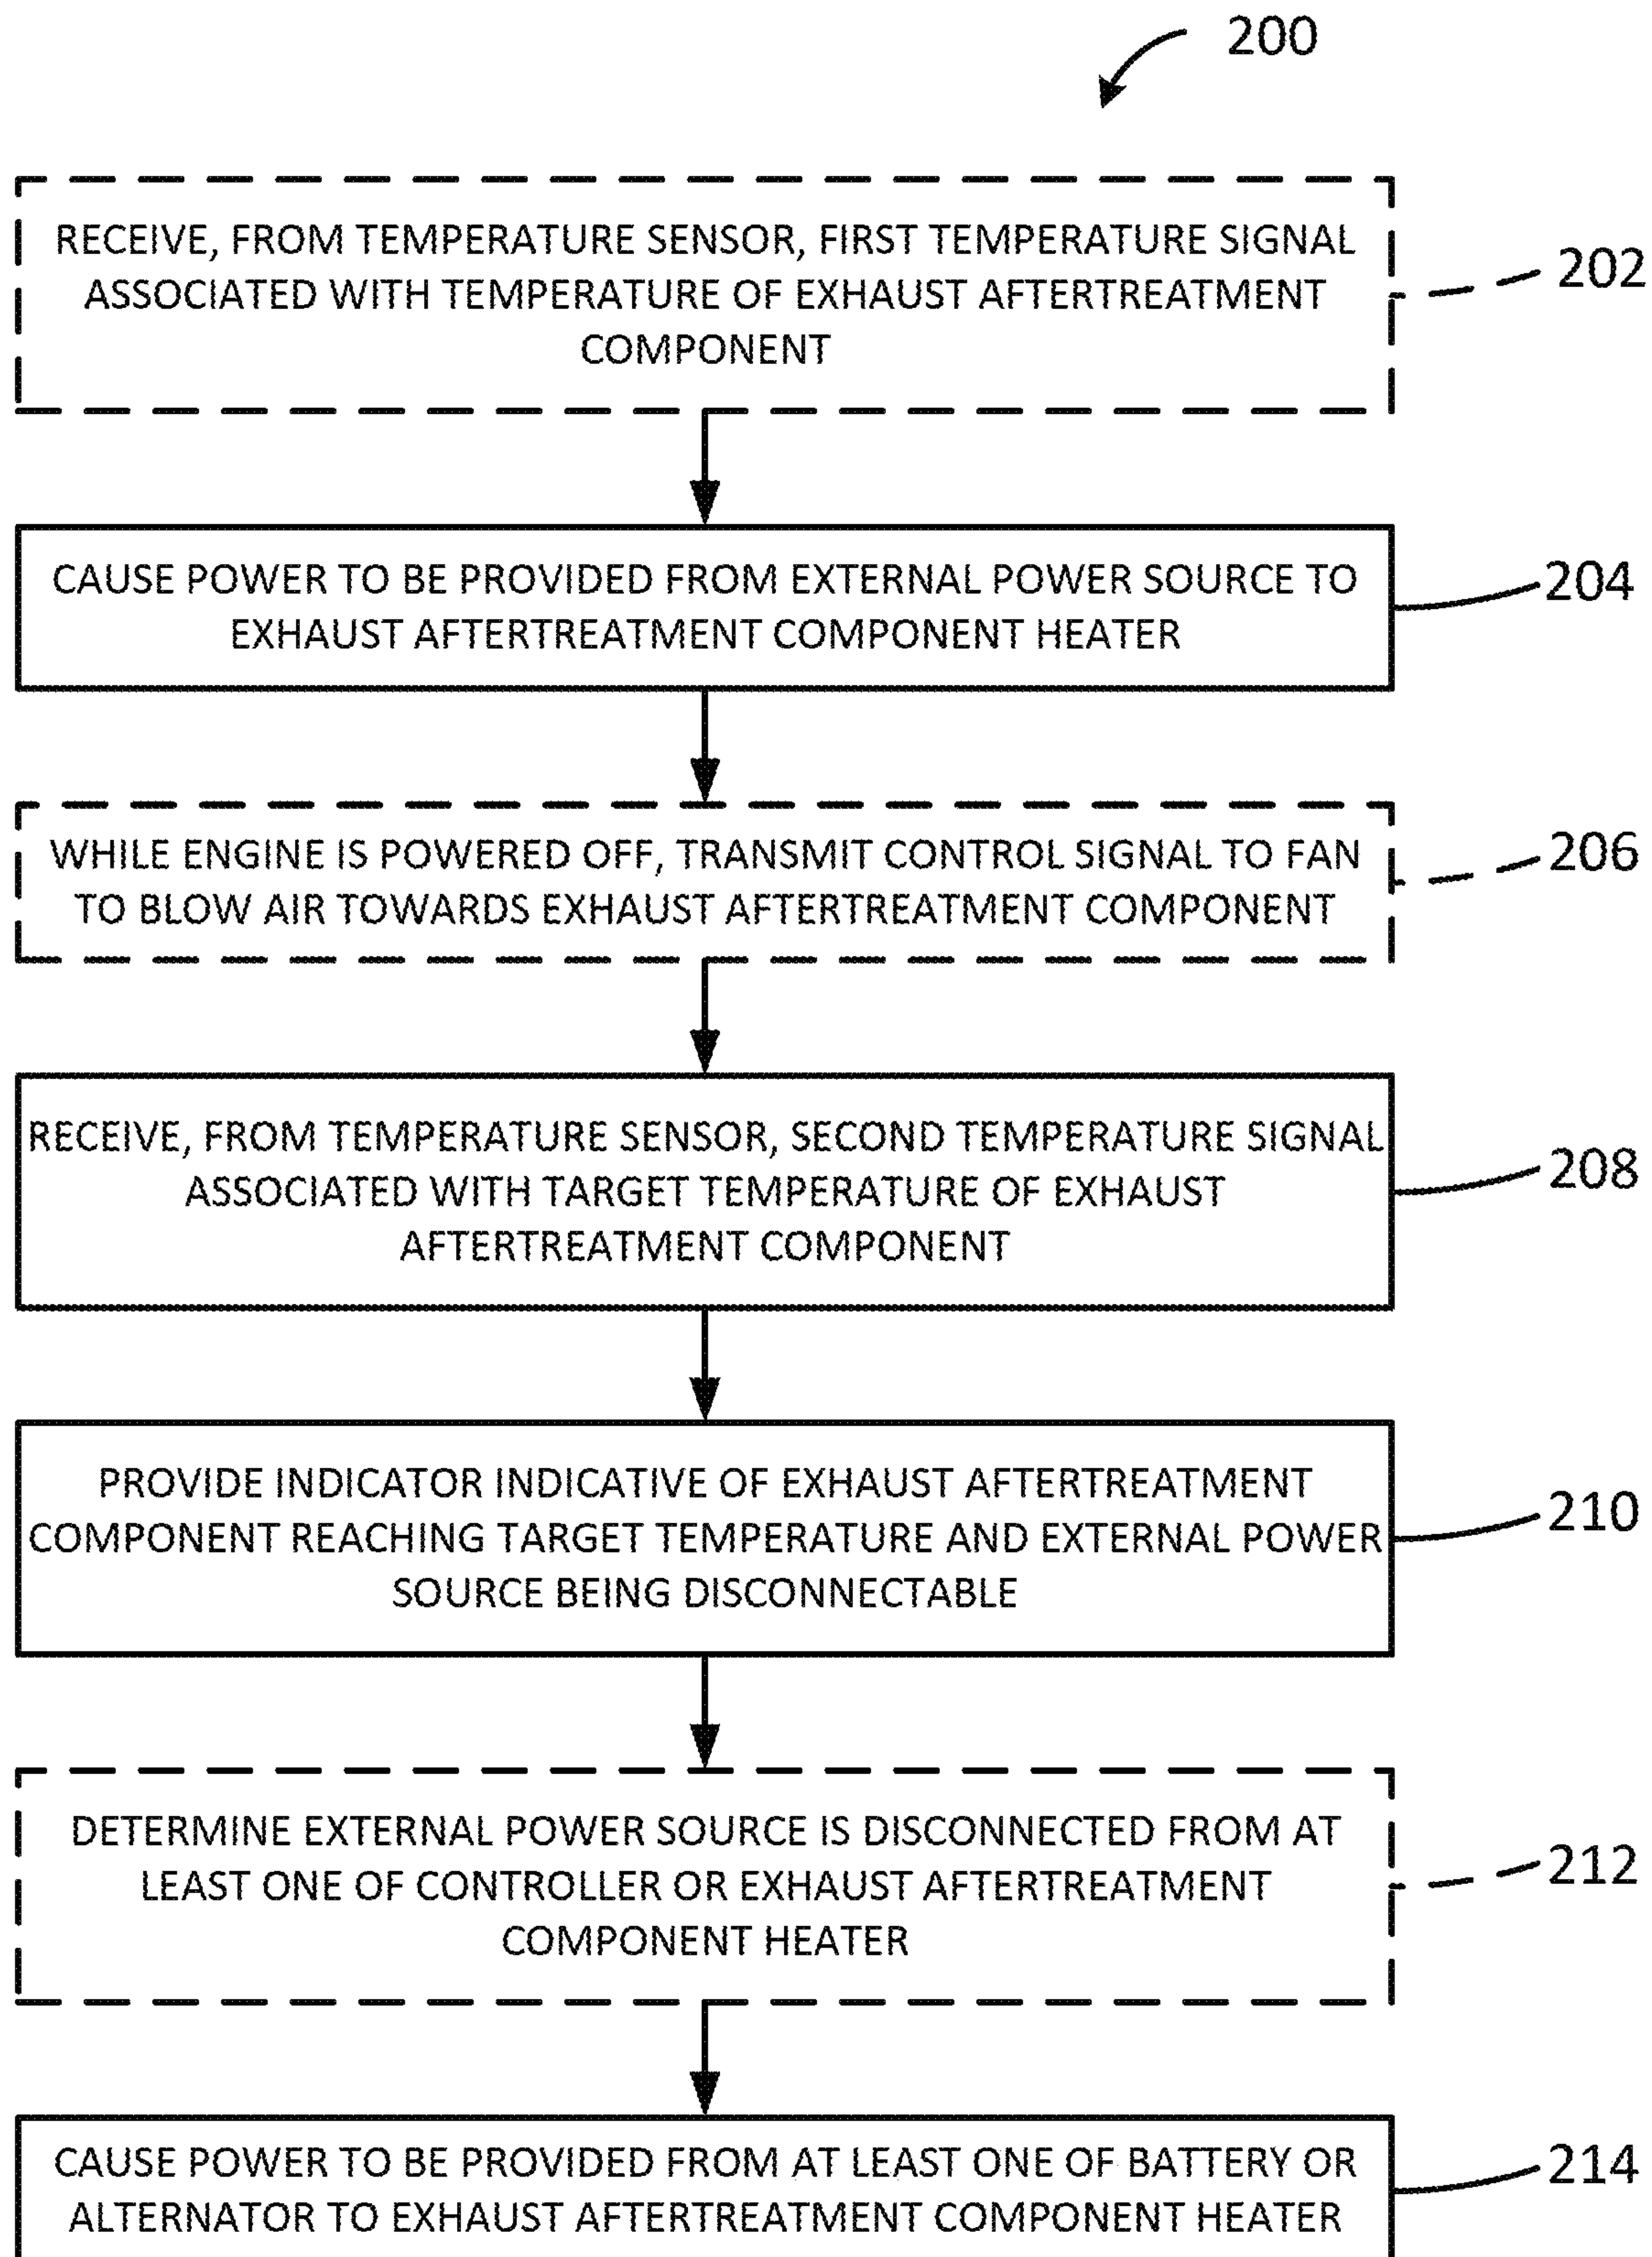 200
RECEIVE, FROM TEMPERATURE SENSOR, FIRST TEMPERATURE SIGNAL
ASSOCIATED WITH TEMPERATURE OF EXHAUST AFTERTREATMENT
COMPONENT
202
CAUSE POWER TO BE PROVIDED FROM EXTERNAL POWER SOURCE TO
EXHAUST AFTERTREATMENT COMPONENT HEATER
204
WHILE ENGINE IS POWERED OFF, TRANSMIT CONTROL SIGNAL TO FAN
TO BLOW AIR TOWARDS EXHAUST AFTERTREATMENT COMPONENT
206
RECEIVE, FROM TEMPERATURE SENSOR, SECOND TEMPERATURE SIGNAL
ASSOCIATED WITH TARGET TEMPERATURE OF EXHAUST
AFTERTREATMENT COMPONENT
208
PROVIDE INDICATOR INDICATIVE OF EXHAUST AFTERTREATMENT
COMPONENT REACHING TARGET TEMPERATURE AND EXTERNAL POWER
SOURCE BEING DISCONNECTABLE
210
DETERMINE EXTERNAL POWER SOURCE IS DISCONNECTED FROM AT
LEAST ONE OF CONTROLLER OR EXHAUST AFTERTREATMENT
COMPONENT HEATER
212
CAUSE POWER TO BE PROVIDED FROM AT LEAST ONE OF BATTERY OR
ALTERNATOR TO EXHAUST AFTERTREATMENT COMPONENT HEATER
214